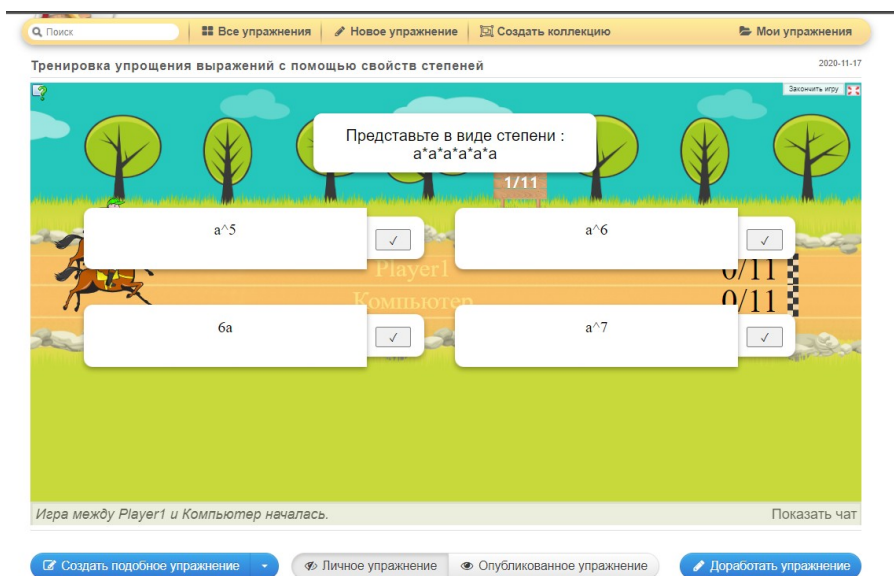 Поиск
Все упражнения
Новое упражнение
Создать коллекцию
Мои упражнения
Тренировка упрощения выражений с помощью свойств степеней
2020-11-17
Закончить игру
Представьте в виде степени :
a*a*a*a*a*a
1/11
a^5
a^6
Player1
0/11
Компьютер
0/11
6a
a^7
Игра между Player1 и Компьютер началась.
Показать чат
Создать подобное упражнение
Личное упражнение
Опубликованное упражнение
Доработать упражнение